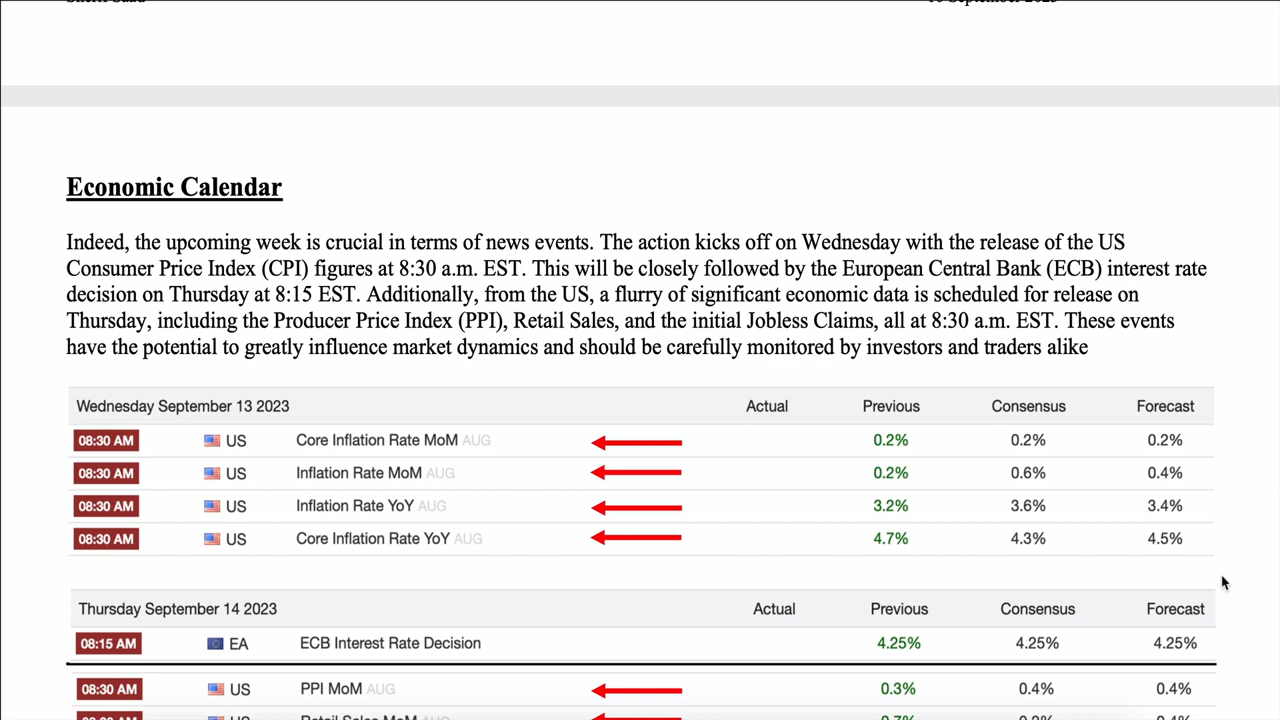 Economic Calendar
Indeed, the upcoming week is crucial in terms of news events. The action kicks off on Wednesday with the release of the US
Consumer Price Index (CPI) figures at 8:30 a.m. EST. This will be closely followed by the European Central Bank (ECB) interest rate
decision on Thursday at 8:15 EST. Additionally, from the US, a flurry of significant economic data is scheduled for release on
Thursday, including the Producer Price Index (PPI), Retail Sales, and the initial Jobless Claims, all at 8:30 a.m. EST. These events
have the potential to greatly influence market dynamics and should be carefully monitored by investors and traders alike
Wednesday September 13 2023 Actual Previous Consensus Forecast
08:30 AM US Core Inflation Rate MoM AUG 0.2% 0.2% 0.2%
08:30 AM US Inflation Rate MoM AUG 0.2% 0.6% 0.4%
08:30 AM US Inflation Rate YoY AUG 3.2% 3.6% 3.4%
08:30 AM US Core Inflation Rate YoY AUG 4.7% 4.3% 4.5%
Thursday September 14 2023 Actual Previous Consensus Forecast
08:15 AM EA ECB Interest Rate Decision 4.25% 4.25% 4.25%
08:30 AM US PPI MoM AUG 0.3% 0.4% 0.4%
Retail Sales MoM AUG